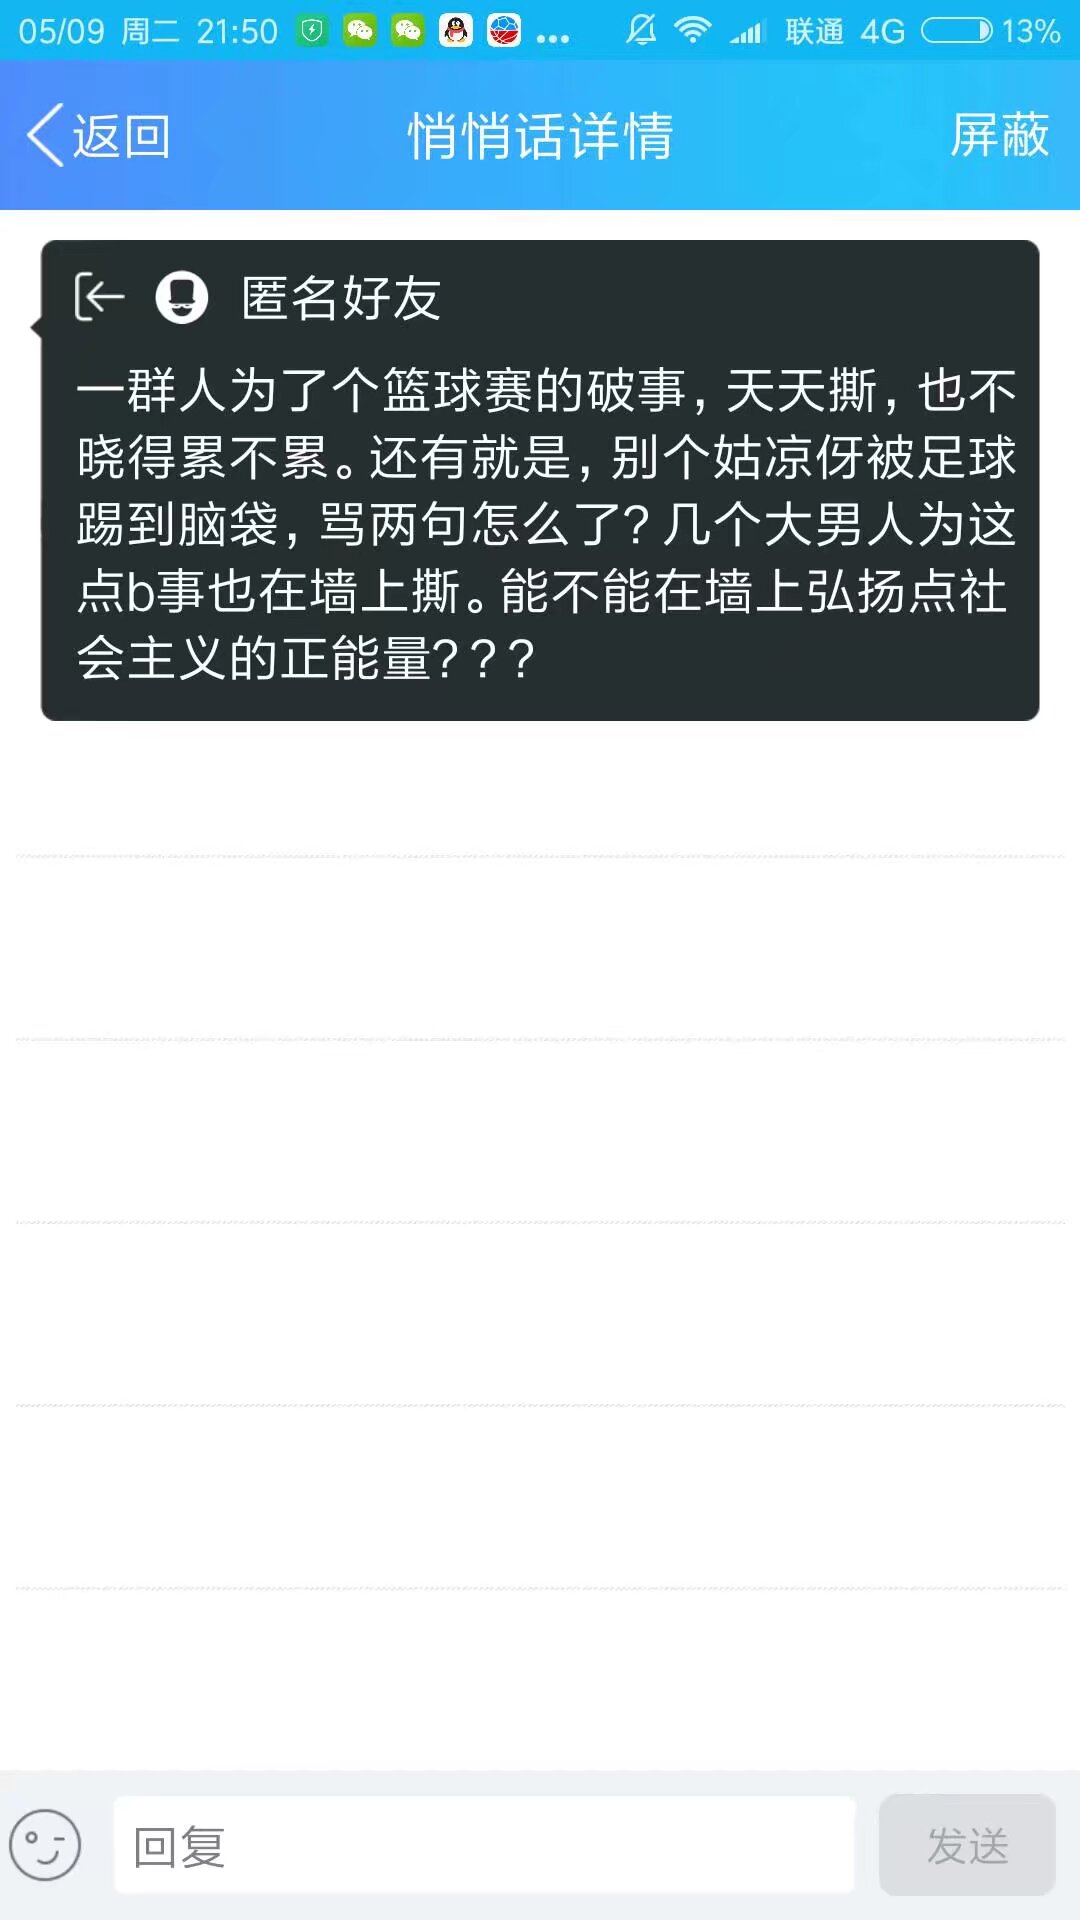 05/09 周二 21:50 ... 联通 4G 13%
返回 悄悄话详情 屏蔽
匿名好友
一群人为了个篮球赛的破事，天天撕，也不
晓得累不累。还有就是，别个姑凉伢被足球
踢到脑袋，骂两句怎么了？几个大男人为这
点b事也在墙上撕。能不能在墙上弘扬点社
会主义的正能量？？？
回复 发送